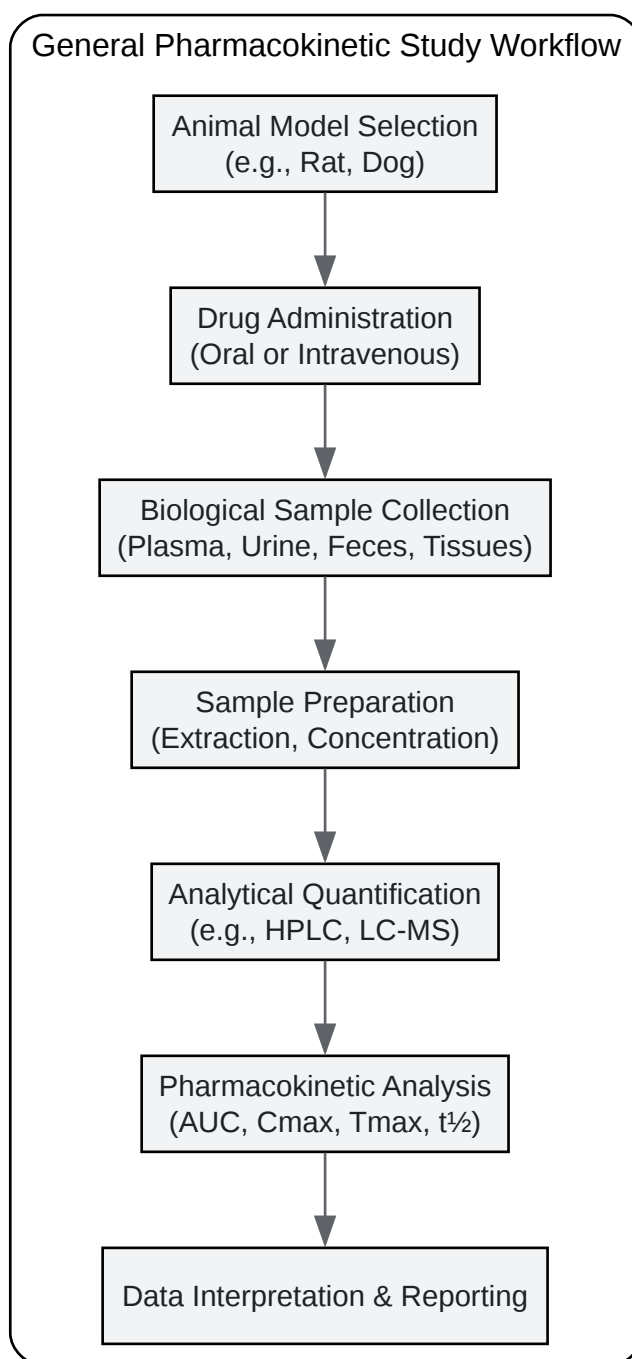 General Pharmacokinetic Study Workflow
Animal Model Selection
(e.g., Rat, Dog)
Drug Administration
(Oral or Intravenous)
Biological Sample Collection
(Plasma, Urine, Feces, Tissues)
Sample Preparation
(Extraction, Concentration)
Analytical Quantification
(e.g., HPLC, LC-MS)
Pharmacokinetic Analysis
(AUC, Cmax, Tmax, t½)
Data Interpretation & Reporting